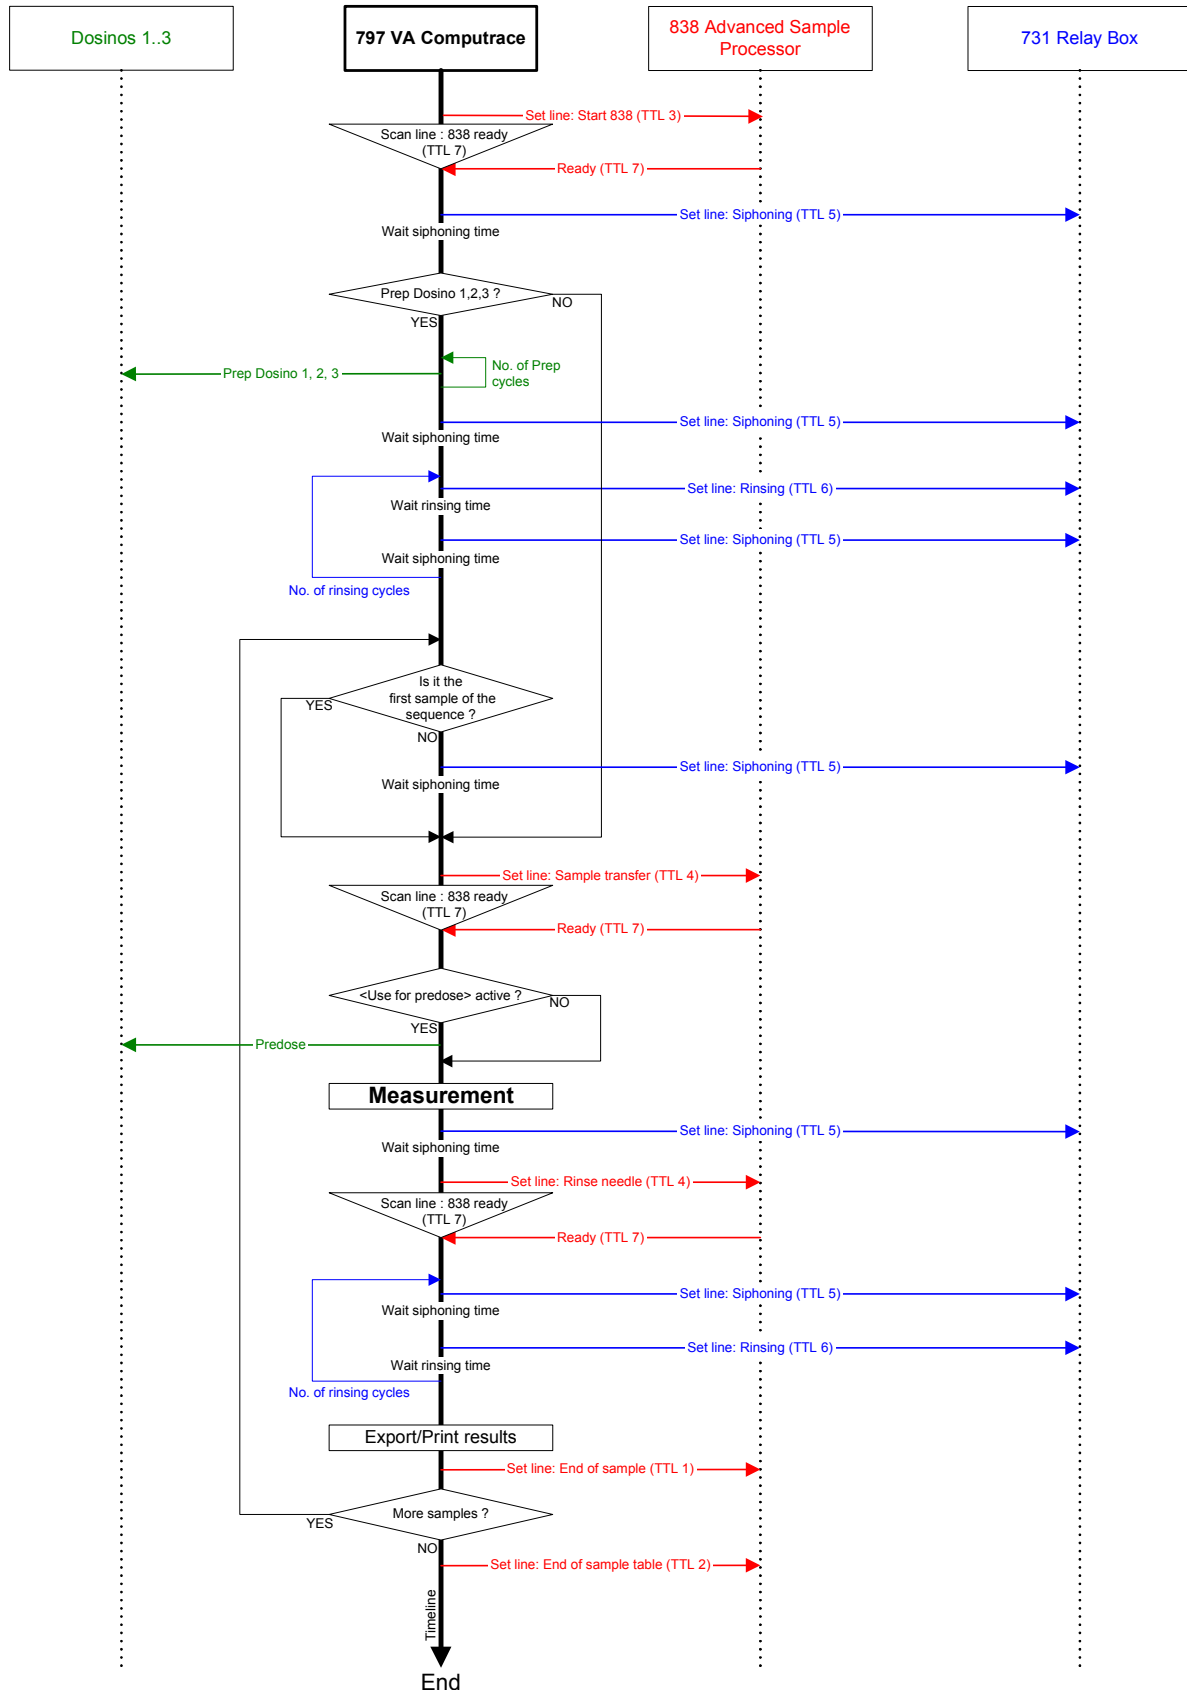 Dosinos 1..3
797 VA Computrace
838 Advanced Sample
Processor
731 Relay Box
Set line: Start 838 (TTL 3)
Scan line : 838 ready
(TTL 7)
Ready (TTL 7)
Set line: Siphoning (TTL 5)
Wait siphoning time
Prep Dosino 1,2,3 ?
NO
YES
No. of Prep
cycles
Prep Dosino 1, 2, 3
Set line: Siphoning (TTL 5)
Wait siphoning time
Set line: Rinsing (TTL 6)
Wait rinsing time
Set line: Siphoning (TTL 5)
Wait siphoning time
No. of rinsing cycles
Is it the
first sample of the
sequence ?
YES
NO
Set line: Siphoning (TTL 5)
Wait siphoning time
Set line: Sample transfer (TTL 4)
Scan line : 838 ready
(TTL 7)
Ready (TTL 7)
<Use for predose> active ?
NO
YES
Predose
Measurement
Set line: Siphoning (TTL 5)
Wait siphoning time
Set line: Rinse needle (TTL 4)
Scan line : 838 ready
(TTL 7)
Ready (TTL 7)
Set line: Siphoning (TTL 5)
Wait siphoning time
Set line: Rinsing (TTL 6)
Wait rinsing time
No. of rinsing cycles
Export/Print results
Set line: End of sample (TTL 1)
More samples ?
YES
NO
Set line: End of sample table (TTL 2)
Timeline
End